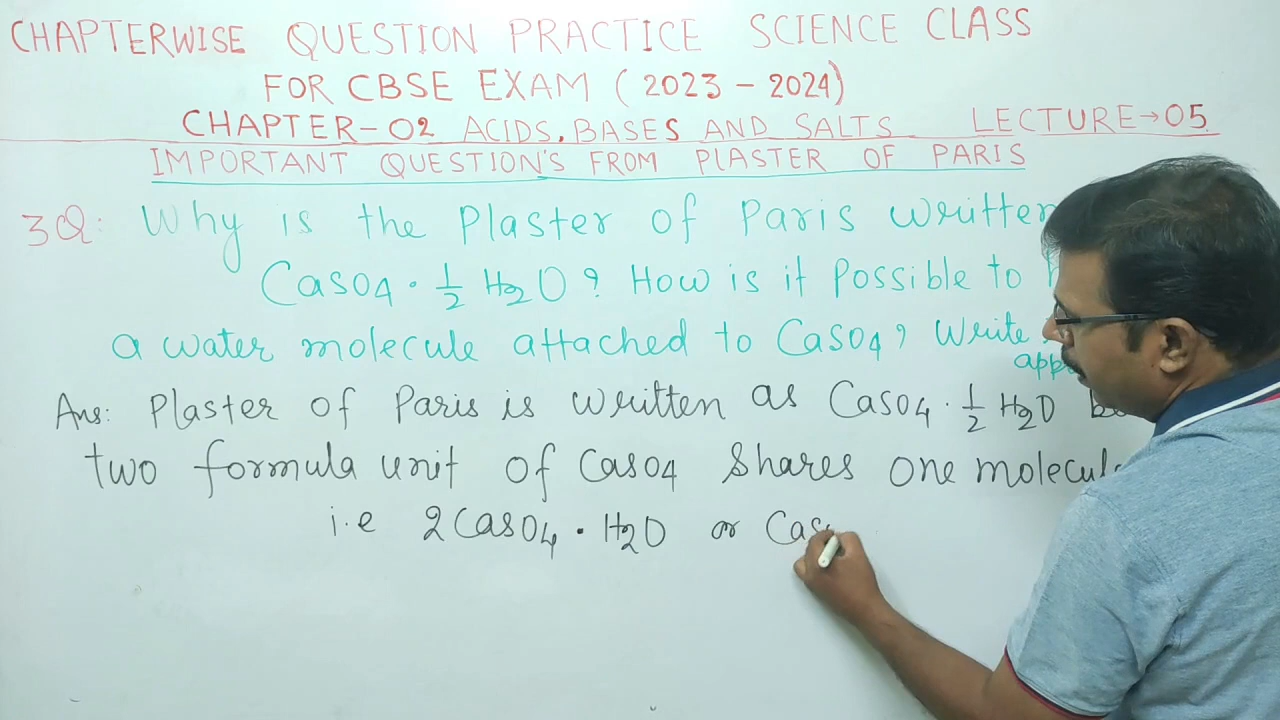 CHAPTERWISE QUESTION PRACTICE SCIENCE CLASS
FOR CBSE EXAM (2023-2024)
CHAPTER-02 ACIDS, BASES AND SALTS LECTURE→05
IMPORTANT QUESTION'S FROM PLASTER OF PARIS
3Q: Why is the Plaster of Paris written
CaSO4 · 1/2 H2O? How is it Possible to
a water molecule attached to CaSO4? Write
Ans: Plaster of Paris is written as CaSO4 · 1/2 H2O
two formula unit of CaSO4 Shares one
i.e 2CaSO4 · H2O or